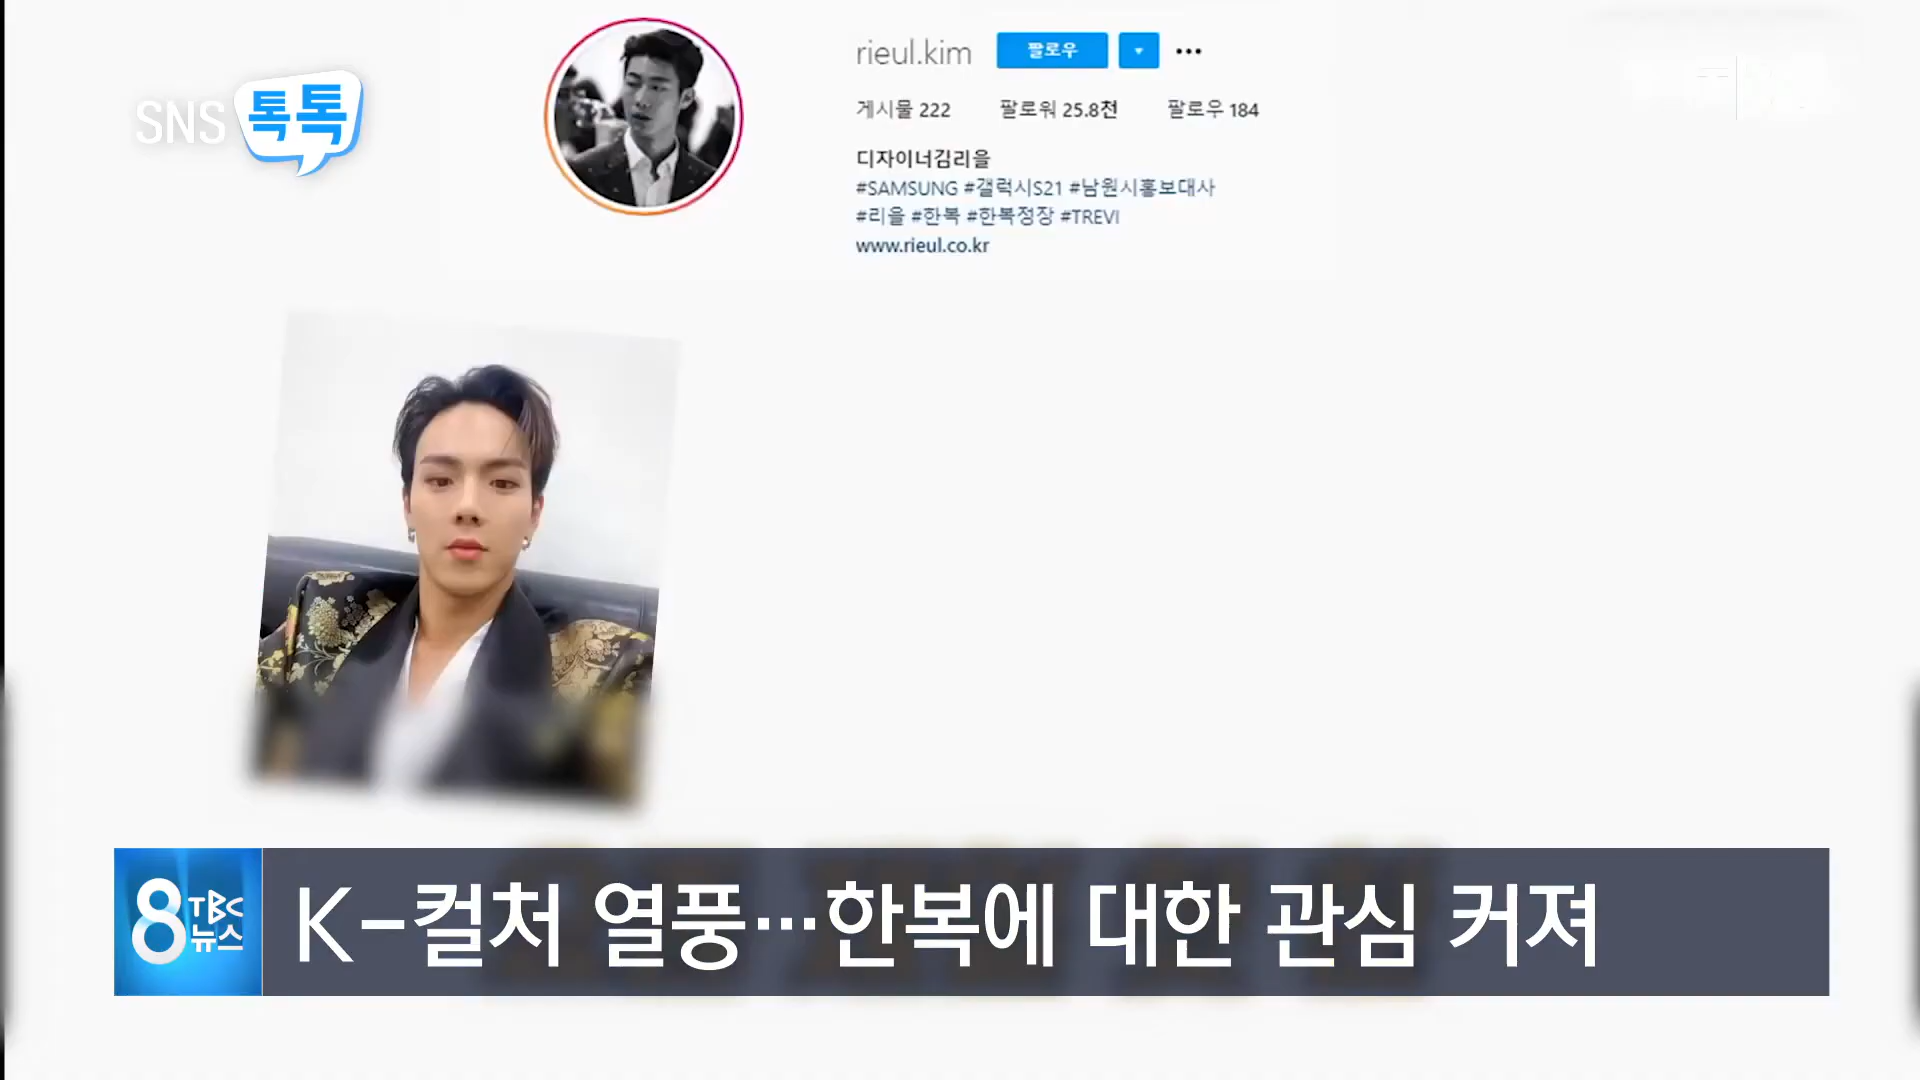 SNS 톡톡
rieul.kim 팔로우
게시물 222 팔로워 25.8천 팔로우 184
디자이너김리을
#SAMSUNG #갤럭시S21 #남원시홍보대사
#리을 #한복 #한복정장 #TREVI
www.rieul.co.kr
8 TBC 뉴스
K-컬처 열풍…한복에 대한 관심 커져